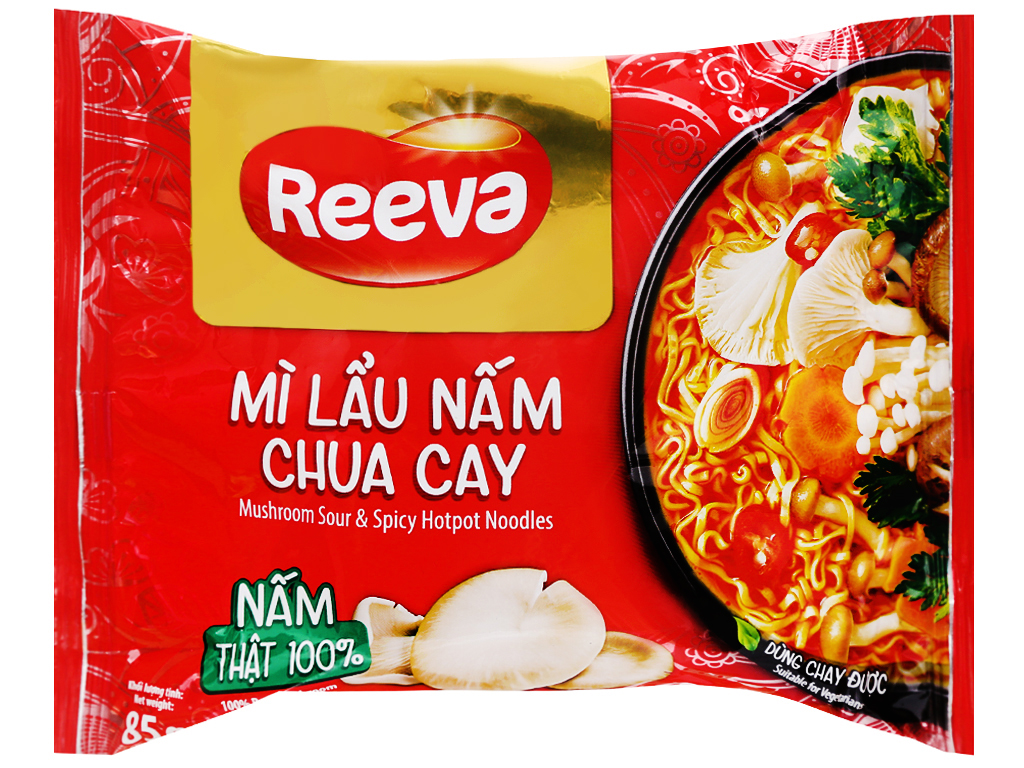 Reeva
MÌ LẨU NẤM
CHUA CAY
Mushroom Sour & Spicy Hotpot Noodles
NẤM
THẬT 100%
DÙNG CHAY ĐƯỢC
Suitable for Vegetarians
Khối lượng tịnh:
Net weight:
85
100%